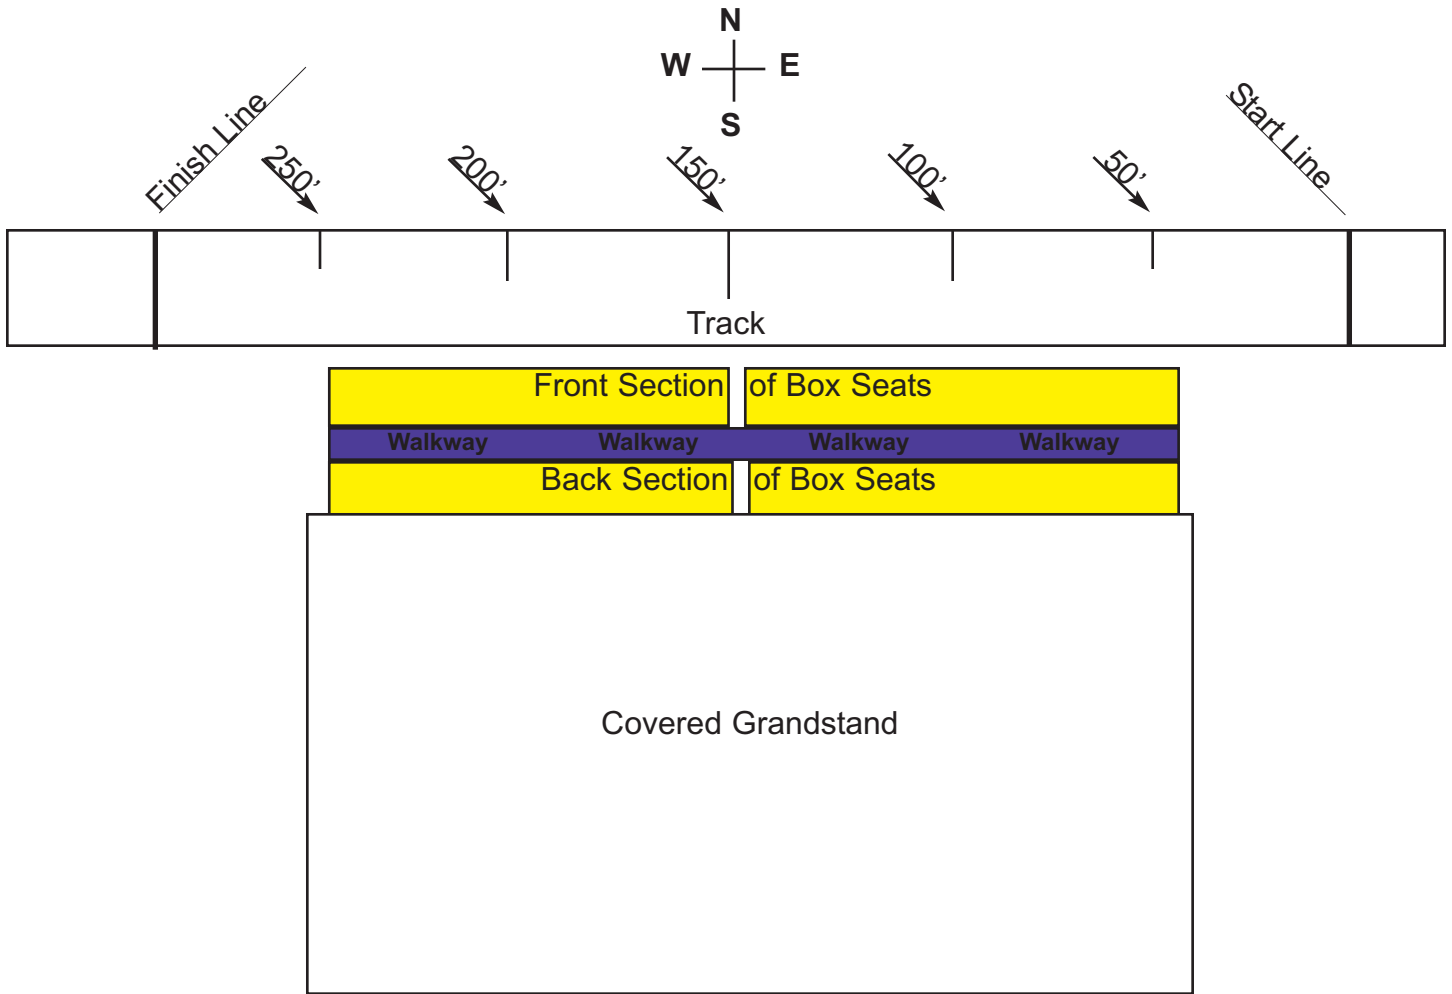 N
W E
S
Finish Line
250’
200’
150’
100’
50’
Start Line
Track
Front Section of Box Seats
Walkway Walkway Walkway Walkway
Back Section of Box Seats
Covered Grandstand